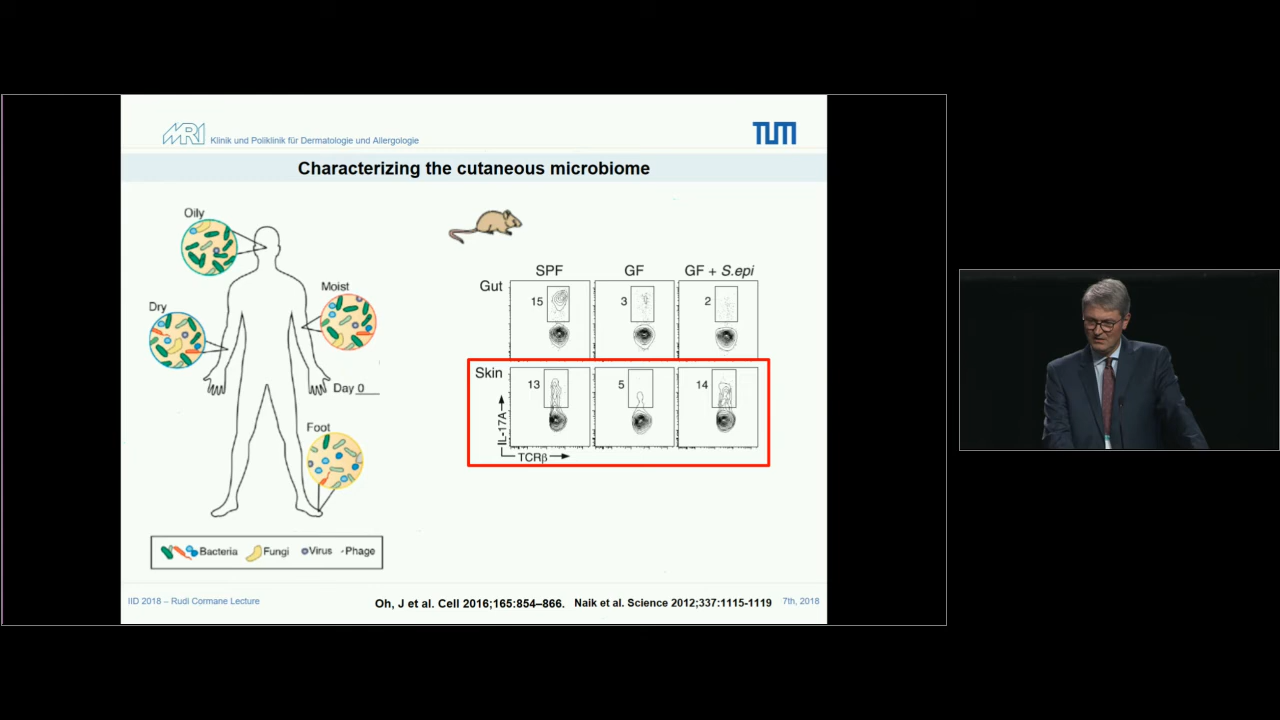 MRI Klinik und Poliklinik für Dermatologie und Allergologie
TUM
Characterizing the cutaneous microbiome
Oily
Dry
Moist
Day 0
Foot
Bacteria Fungi Virus Phage
SPF GF GF + S.epi
Gut
15 3 2
Skin
13 5 14
IL-17A
TCRβ
IID 2018 – Rudi Cormane Lecture
Oh, J et al. Cell 2016;165:854–866. Naik et al. Science 2012;337:1115-1119
7th, 2018